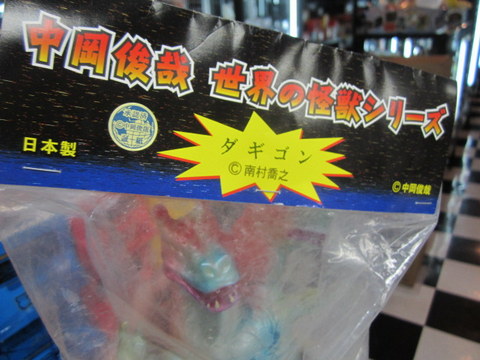 中岡俊哉 世界の怪獣シリーズ
日本製
ダギゴン
©南村喬之
©中岡俊哉